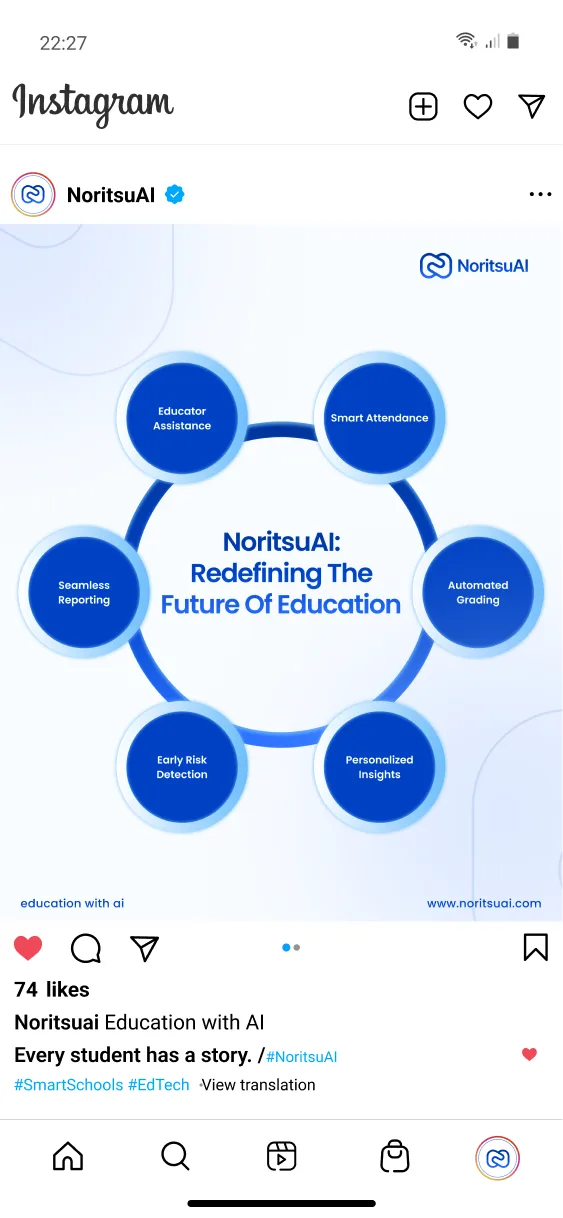 22:27
Instagram
NoritsuAI
NoritsuAI
Educator
Assistance
Smart Attendance
NoritsuAI:
Redefining The
Future Of Education
Seamless
Reporting
Automated
Grading
Early Risk
Detection
Personalized
Insights
education with ai
www.noritsuai.com
74 likes
Noritsuai Education with AI
Every student has a story. /#NoritsuAI
#SmartSchools #EdTech ·View translation